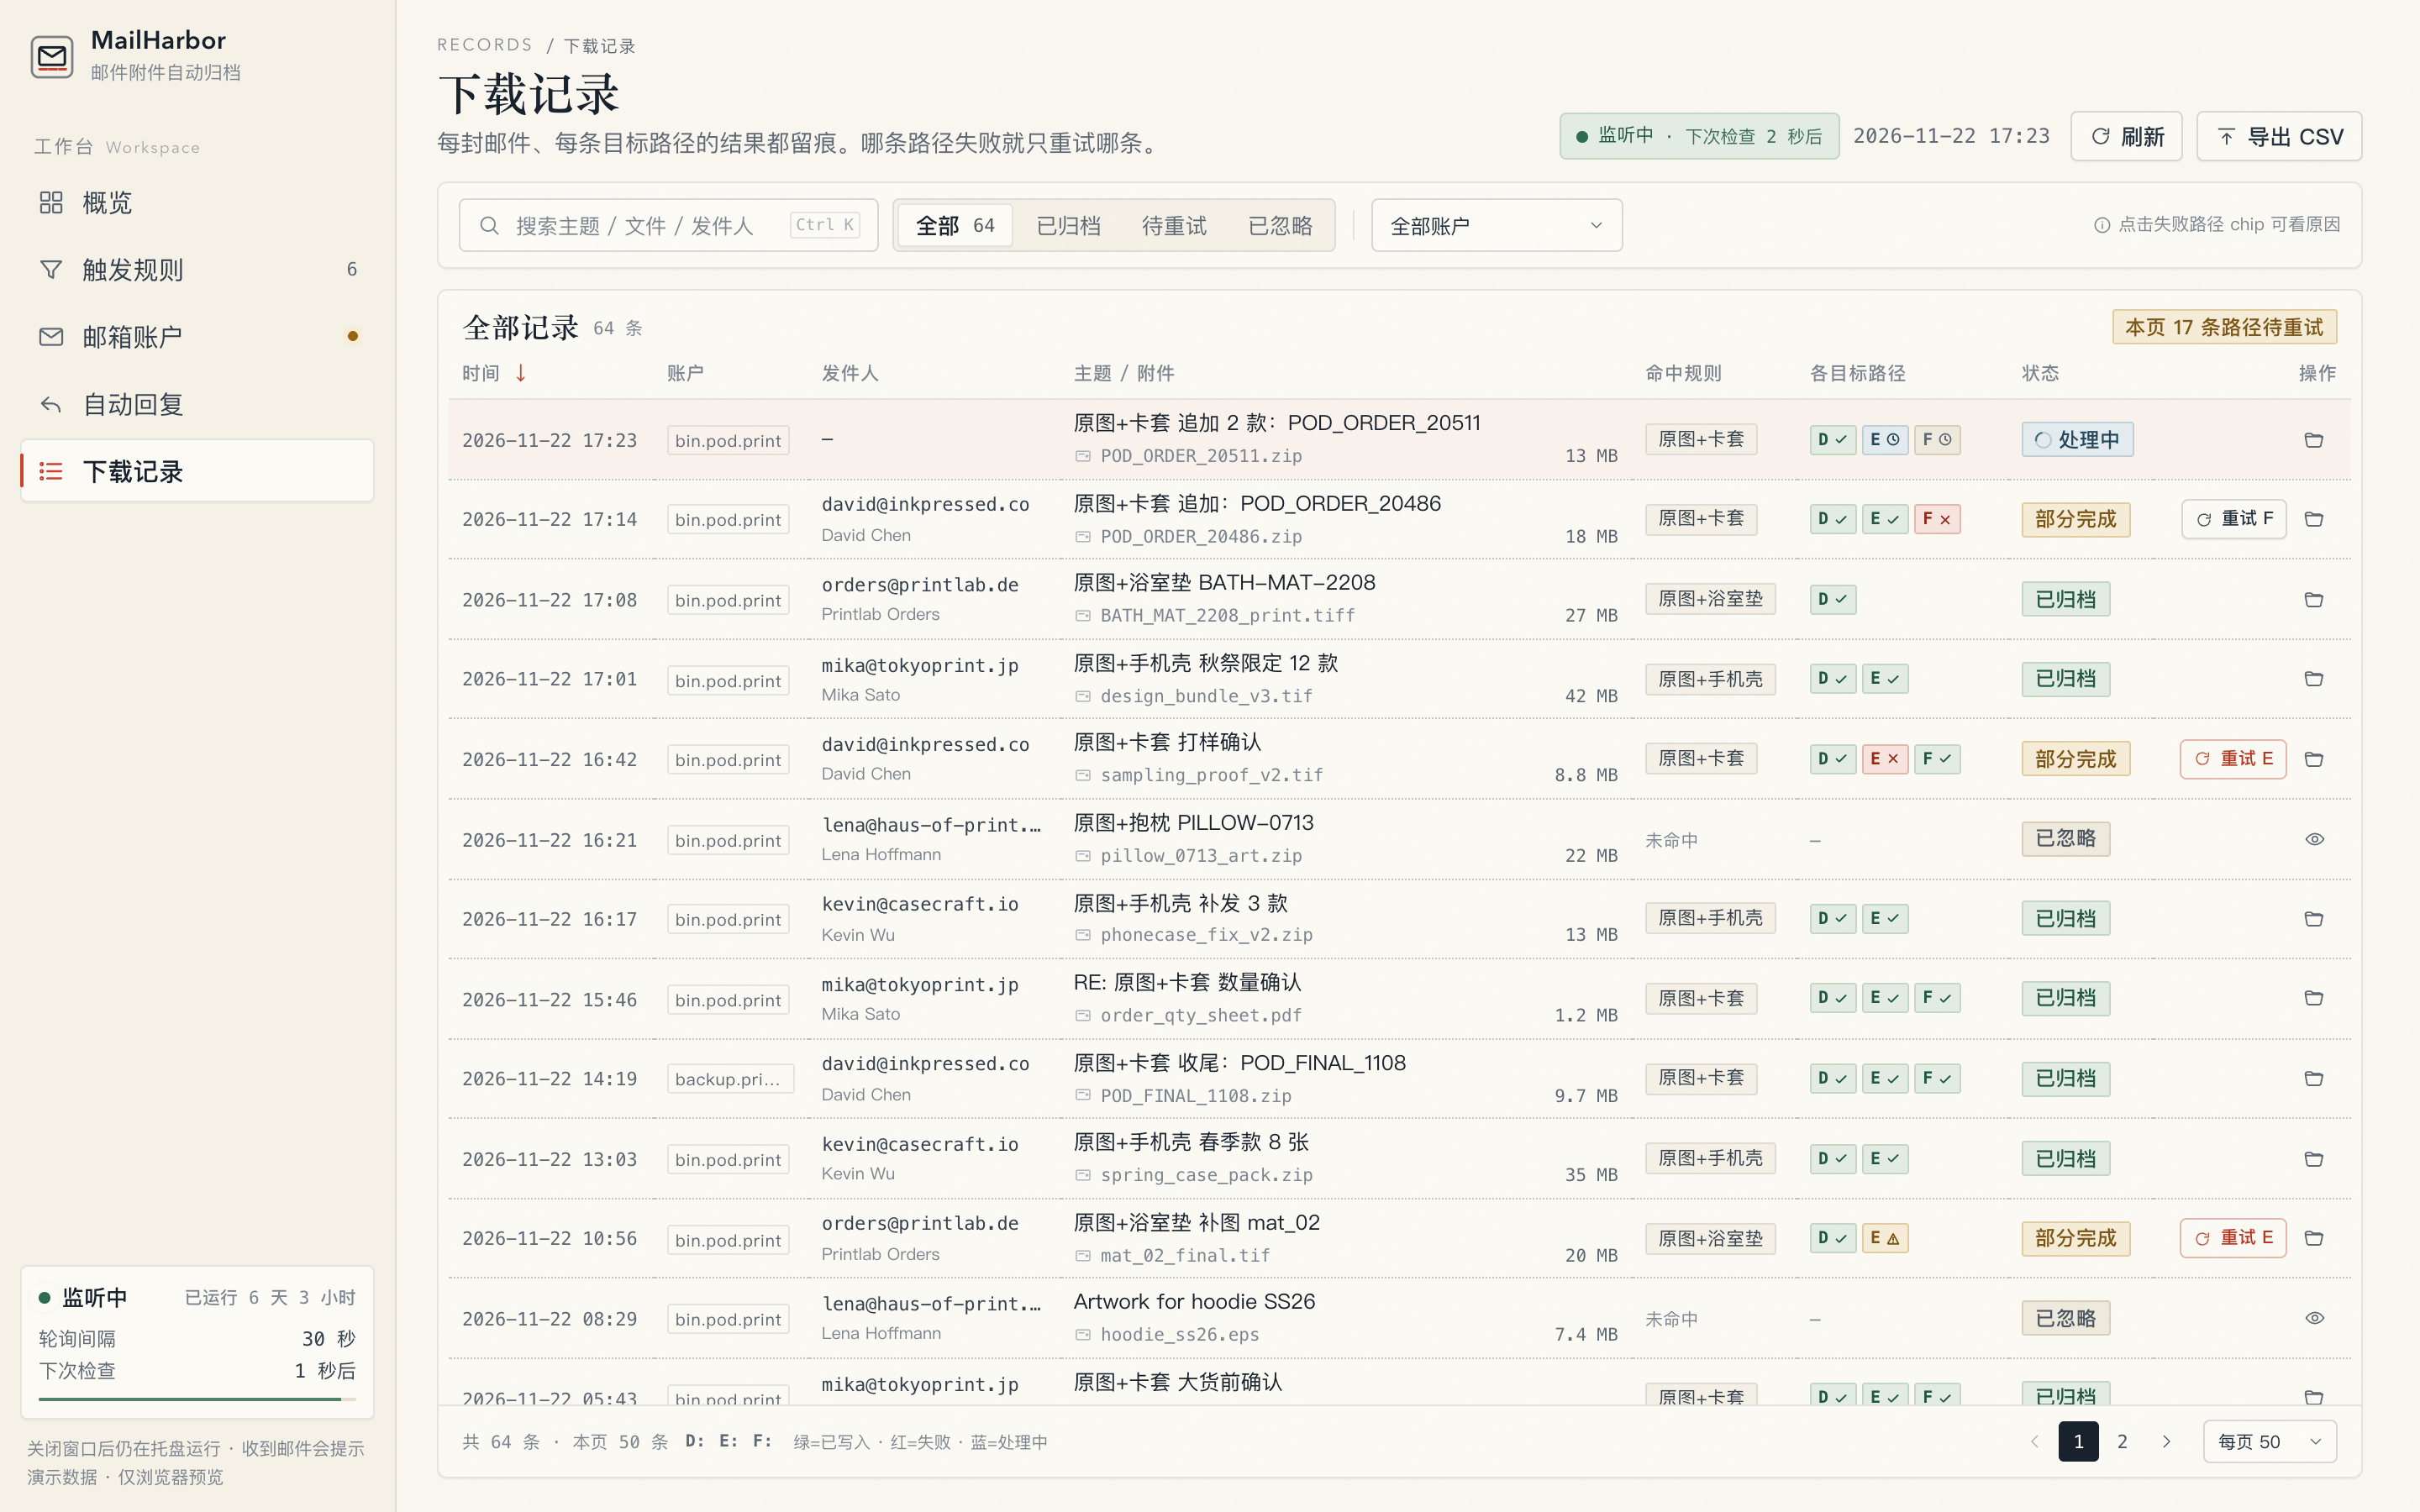 MailHarbor
邮件附件自动归档
工作台 Workspace
概览
触发规则 6
邮箱账户
自动回复
下载记录
监听中 已运行 6 天 3 小时
轮询间隔 30 秒
下次检查 1 秒后
关闭窗口后仍在托盘运行 · 收到邮件会提示
演示数据 · 仅浏览器预览
RECORDS / 下载记录
下载记录
每封邮件、每条目标路径的结果都留痕。哪条路径失败就只重试哪条。
监听中 · 下次检查 2 秒后 2026-11-22 17:23 刷新 导出 CSV
搜索主题 / 文件 / 发件人 Ctrl K 全部 64 已归档 待重试 已忽略 全部账户 点击失败路径 chip 可看原因
全部记录 64 条 本页 17 条路径待重试
时间 ↓ 账户 发件人 主题 / 附件 命中规则 各目标路径 状态 操作
2026-11-22 17:23 bin.pod.print — 原图+卡套 追加 2 款：POD_ORDER_20511 原图+卡套 D E F 处理中
POD_ORDER_20511.zip 13 MB
2026-11-22 17:14 bin.pod.print david@inkpressed.co 原图+卡套 追加：POD_ORDER_20486 原图+卡套 D ✓ E ✓ F × 部分完成 重试 F
David Chen POD_ORDER_20486.zip 18 MB
2026-11-22 17:08 bin.pod.print orders@printlab.de 原图+浴室垫 BATH-MAT-2208 原图+浴室垫 D ✓ 已归档
Printlab Orders BATH_MAT_2208_print.tiff 27 MB
2026-11-22 17:01 bin.pod.print mika@tokyoprint.jp 原图+手机壳 秋祭限定 12 款 原图+手机壳 D ✓ E ✓ 已归档
Mika Sato design_bundle_v3.tif 42 MB
2026-11-22 16:42 bin.pod.print david@inkpressed.co 原图+卡套 打样确认 原图+卡套 D ✓ E × F ✓ 部分完成 重试 E
David Chen sampling_proof_v2.tif 8.8 MB
2026-11-22 16:21 bin.pod.print lena@haus-of-print.… 原图+抱枕 PILLOW-0713 未命中 — 已忽略
Lena Hoffmann pillow_0713_art.zip 22 MB
2026-11-22 16:17 bin.pod.print kevin@casecraft.io 原图+手机壳 补发 3 款 原图+手机壳 D ✓ E ✓ 已归档
Kevin Wu phonecase_fix_v2.zip 13 MB
2026-11-22 15:46 bin.pod.print mika@tokyoprint.jp RE: 原图+卡套 数量确认 原图+卡套 D ✓ E ✓ F ✓ 已归档
Mika Sato order_qty_sheet.pdf 1.2 MB
2026-11-22 14:19 backup.pri… david@inkpressed.co 原图+卡套 收尾：POD_FINAL_1108 原图+卡套 D ✓ E ✓ F ✓ 已归档
David Chen POD_FINAL_1108.zip 9.7 MB
2026-11-22 13:03 bin.pod.print kevin@casecraft.io 原图+手机壳 春季款 8 张 原图+手机壳 D ✓ E ✓ 已归档
Kevin Wu spring_case_pack.zip 35 MB
2026-11-22 10:56 bin.pod.print orders@printlab.de 原图+浴室垫 补图 mat_02 原图+浴室垫 D ✓ E ⚠ 部分完成 重试 E
Printlab Orders mat_02_final.tif 20 MB
2026-11-22 08:29 bin.pod.print lena@haus-of-print.… Artwork for hoodie SS26 未命中 — 已忽略
Lena Hoffmann hoodie_ss26.eps 7.4 MB
2026-11-22 05:43 bin.pod.print mika@tokyoprint.jp 原图+卡套 大货前确认 原图+卡套 D ✓ E ✓ F ✓ 已归档
共 64 条 · 本页 50 条 D: E: F: 绿=已写入 · 红=失败 · 蓝=处理中 1 2 每页 50